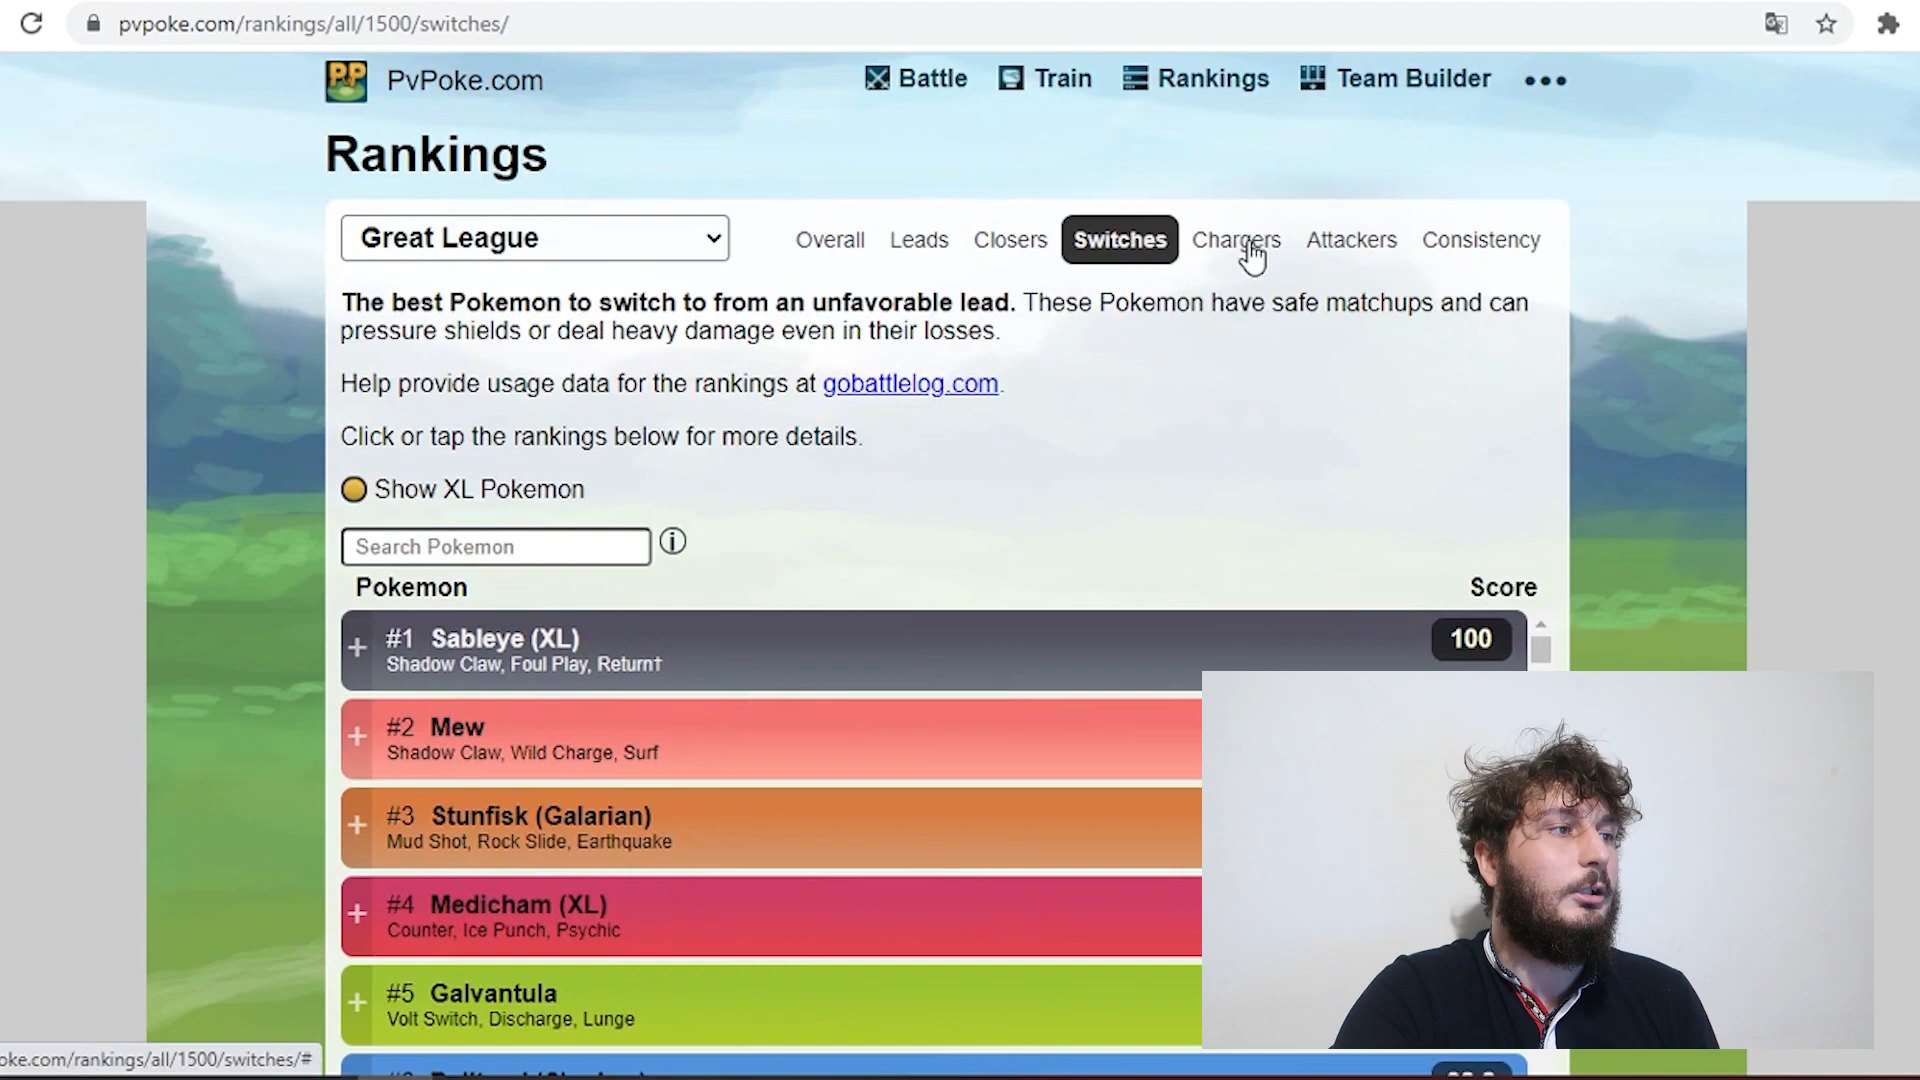 pvpoke.com/rankings/all/1500/switches/
PvPoke.com
Battle
Train
Rankings
Team Builder
Rankings
Great League
Overall
Leads
Closers
Switches
Chargers
Attackers
Consistency
The best Pokemon to switch to from an unfavorable lead. These Pokemon have safe matchups and can
pressure shields or deal heavy damage even in their losses.
Help provide usage data for the rankings at gobattlelog.com.
Click or tap the rankings below for more details.
Show XL Pokemon
Search Pokemon
Pokemon
Score
#1 Sableye (XL)
Shadow Claw, Foul Play, Return†
100
#2 Mew
Shadow Claw, Wild Charge, Surf
#3 Stunfisk (Galarian)
Mud Shot, Rock Slide, Earthquake
#4 Medicham (XL)
Counter, Ice Punch, Psychic
#5 Galvantula
Volt Switch, Discharge, Lunge
oke.com/rankings/all/1500/switches/#